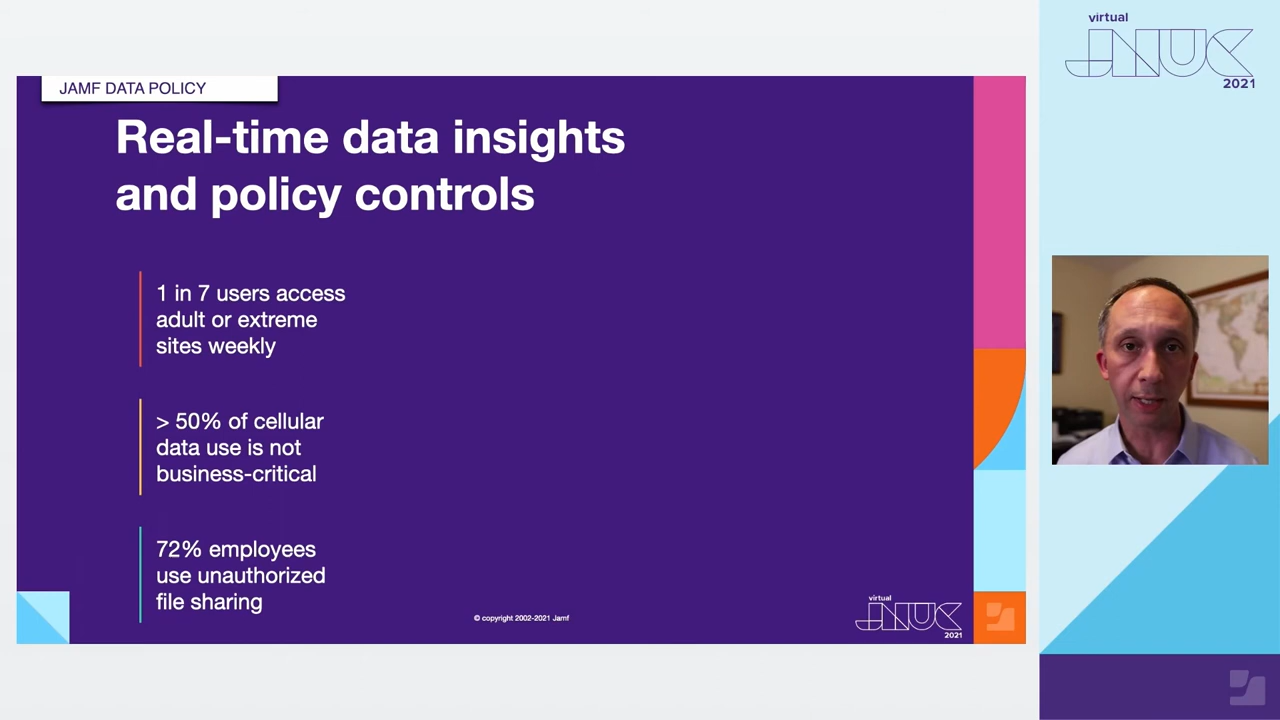 JAMF DATA POLICY
Real-time data insights
and policy controls
1 in 7 users access
adult or extreme
sites weekly
> 50% of cellular
data use is not
business-critical
72% employees
use unauthorized
file sharing
© copyright 2002-2021 Jamf
virtual
JNUC
2021
virtual
JNUC
2021